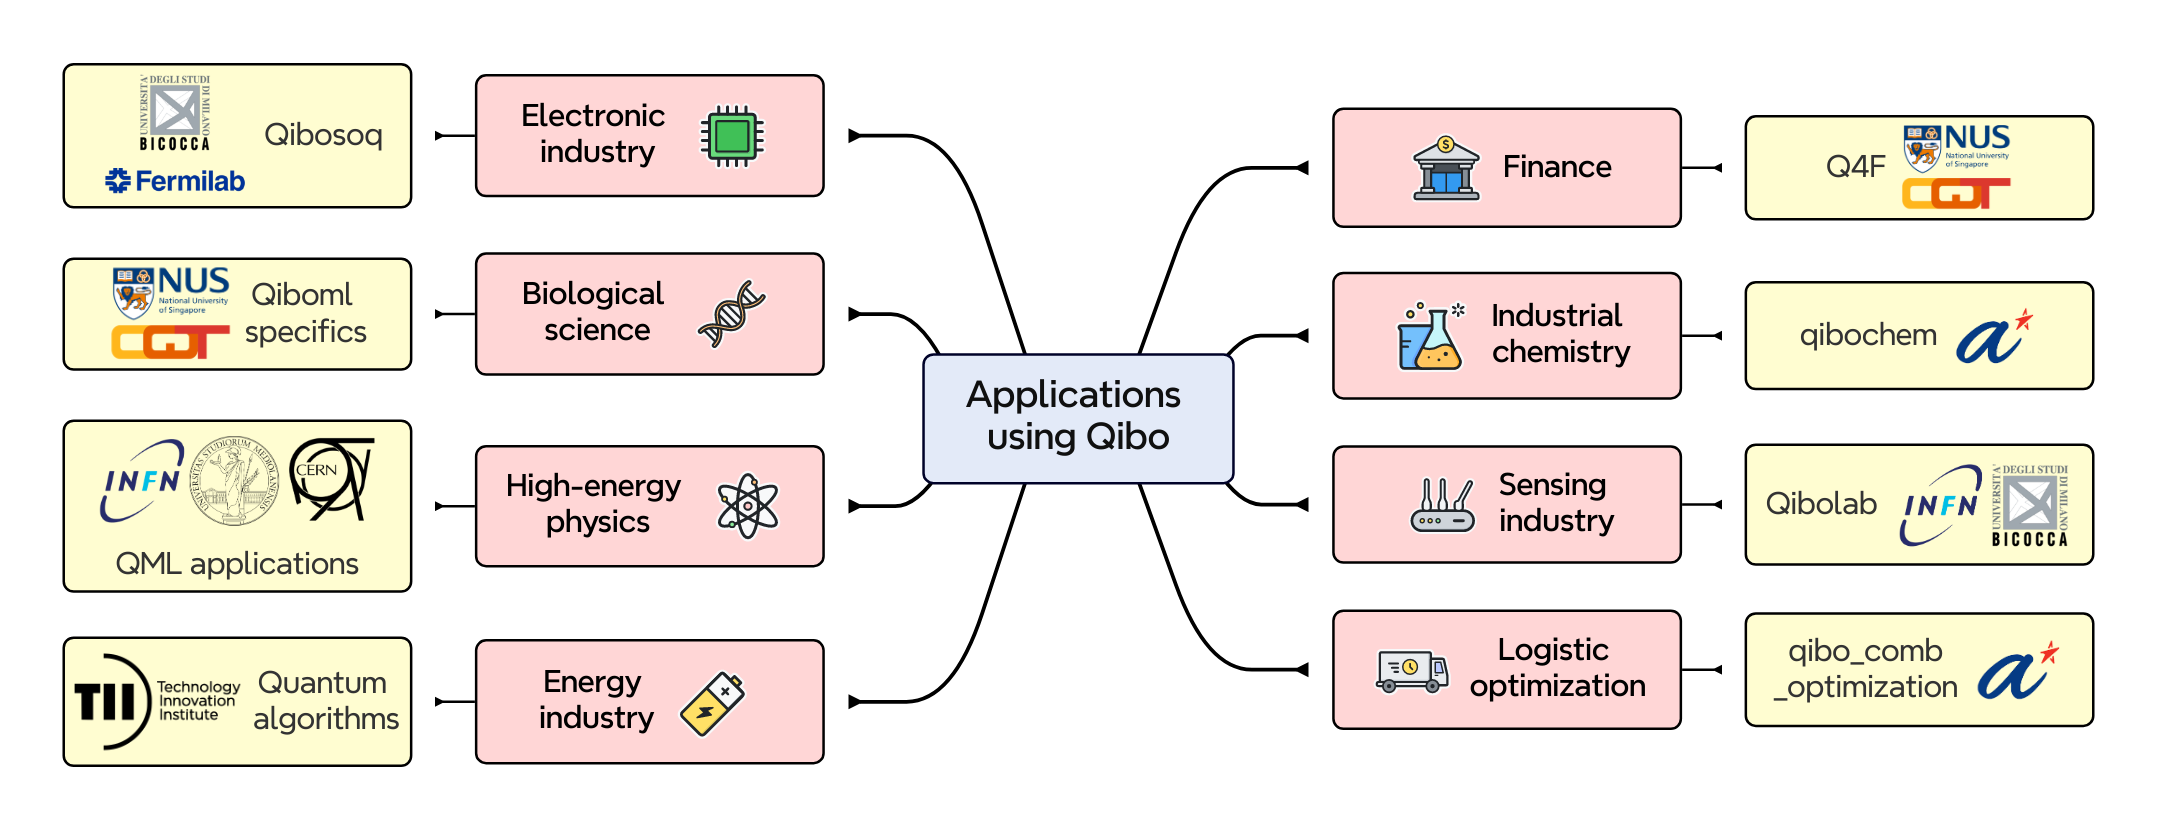 UNIVERSITA'
DEGLI STUDI
DI MILANO
BICOCCA
Fermilab
Qibosoq
Electronic
industry
NUS
National University
of Singapore
CQT
Qiboml
specifics
Biological
science
INFN
UNIVERSITAS STUDIORUM MEDIOLANENSIS
CERN
QML applications
High-energy
physics
TII
Technology
Innovation
Institute
Quantum
algorithms
Energy
industry
Applications
using Qibo
$
Finance
Q4F
NUS
National University
of Singapore
CQT
Industrial
chemistry
qibochem
a
Sensing
industry
Qibolab
INFN
UNIVERSITA'
DEGLI STUDI
DI MILANO
BICOCCA
Logistic
optimization
qibo_comb
_optimization
a